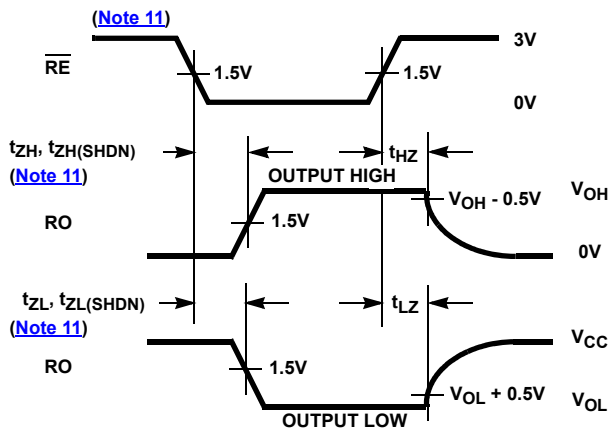 (Note 11)
RE
3V
1.5V
1.5V
0V
tZH, tZH(SHDN)
(Note 11)
tHZ
OUTPUT HIGH
RO
1.5V
VOH - 0.5V
VOH
0V
tZL, tZL(SHDN)
(Note 11)
tLZ
RO
1.5V
VCC
VOL + 0.5V
VOL
OUTPUT LOW